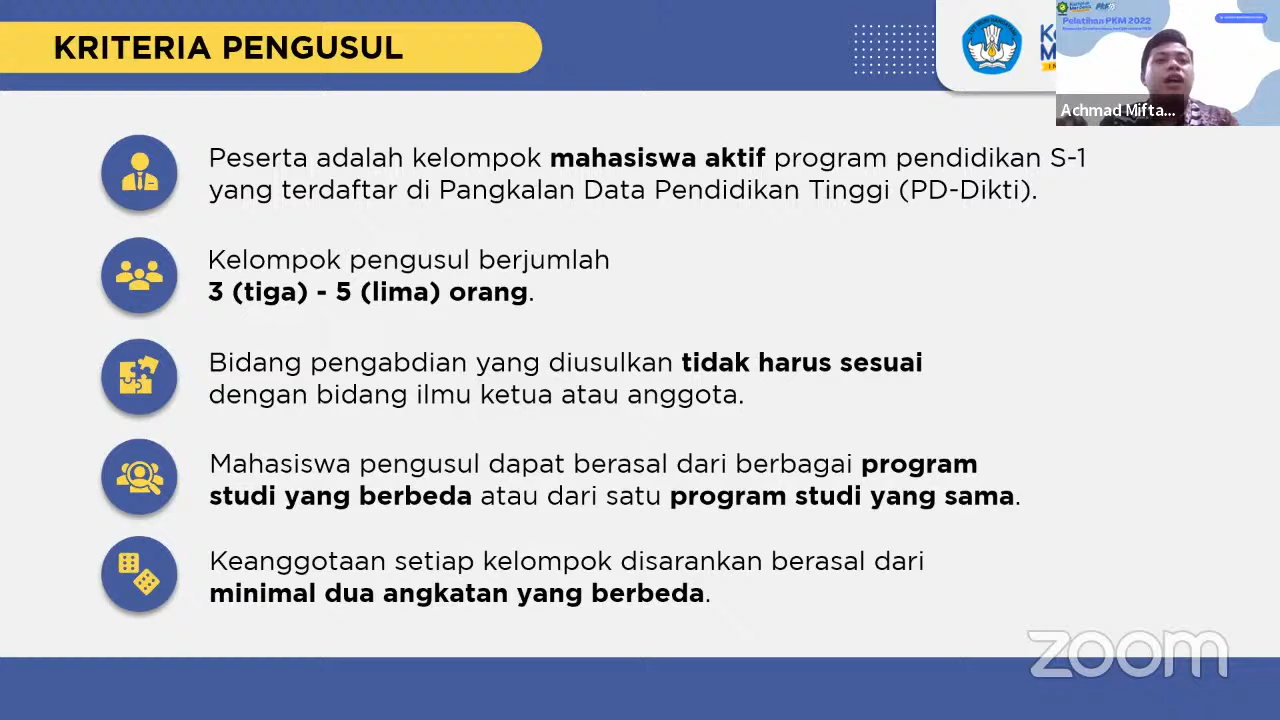 KRITERIA PENGUSUL
Pelatihan PKM 2022
Achmad Mifta...
Peserta adalah kelompok mahasiswa aktif program pendidikan S-1
yang terdaftar di Pangkalan Data Pendidikan Tinggi (PD-Dikti).
Kelompok pengusul berjumlah
3 (tiga) - 5 (lima) orang.
Bidang pengabdian yang diusulkan tidak harus sesuai
dengan bidang ilmu ketua atau anggota.
Mahasiswa pengusul dapat berasal dari berbagai program
studi yang berbeda atau dari satu program studi yang sama.
Keanggotaan setiap kelompok disarankan berasal dari
minimal dua angkatan yang berbeda.
zoom